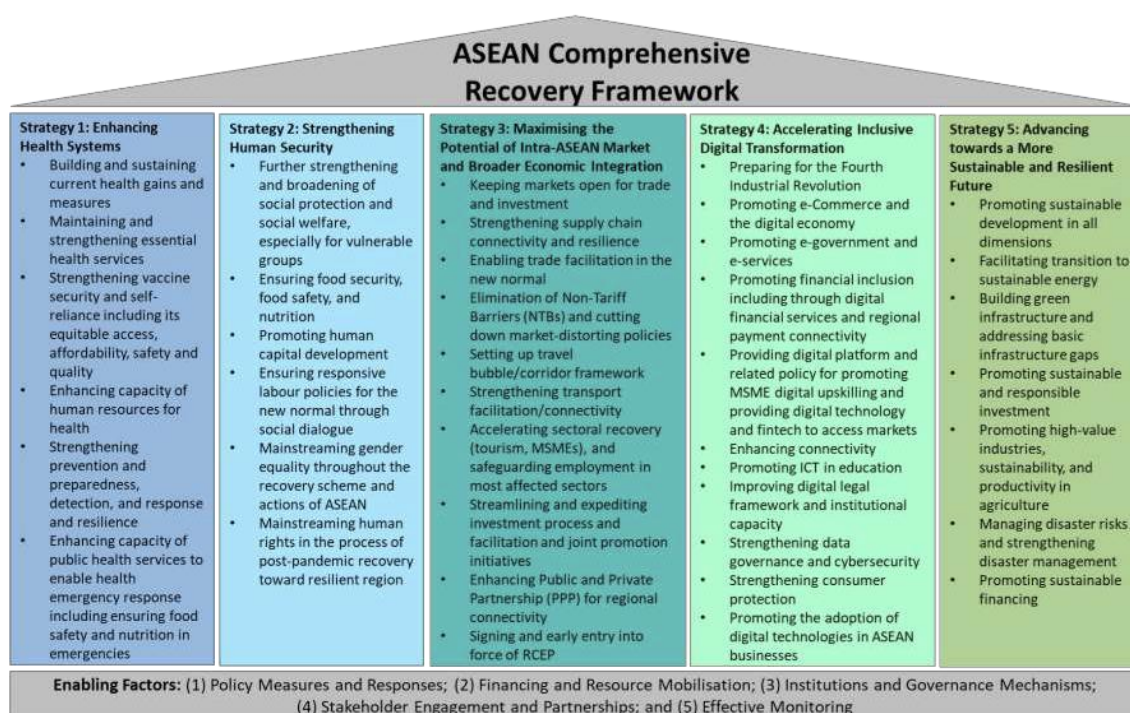 ASEAN Comprehensive
Recovery Framework
Strategy 1: Enhancing
Health Systems
• Building and sustaining
current health gains and
measures
• Maintaining and
strengthening essential
health services
• Strengthening vaccine
security and self-
reliance including its
equitable access,
affordability, safety and
quality
• Enhancing capacity of
human resources for
health
• Strengthening
prevention and
preparedness,
detection, and response
and resilience
• Enhancing capacity of
public health services to
enable health
emergency response
including ensuring food
safety and nutrition in
emergencies
Strategy 2: Strengthening
Human Security
• Further strengthening
and broadening of
social protection and
social welfare,
especially for vulnerable
groups
• Ensuring food security,
food safety, and
nutrition
• Promoting human
capital development
• Ensuring responsive
labour policies for the
new normal through
social dialogue
• Mainstreaming gender
equality throughout the
recovery scheme and
actions of ASEAN
• Mainstreaming human
rights in the process of
post-pandemic recovery
toward resilient region
Strategy 3: Maximising the
Potential of Intra-ASEAN Market
and Broader Economic Integration
• Keeping markets open for trade
and investment
• Strengthening supply chain
connectivity and resilience
• Enabling trade facilitation in the
new normal
• Elimination of Non-Tariff
Barriers (NTBs) and cutting
down market-distorting policies
• Setting up travel
bubble/corridor framework
• Strengthening transport
facilitation/connectivity
• Accelerating sectoral recovery
(tourism, MSMEs), and
safeguarding employment in
most affected sectors
• Streamlining and expediting
investment process and
facilitation and joint promotion
initiatives
• Enhancing Public and Private
Partnership (PPP) for regional
connectivity
• Signing and early entry into
force of RCEP
Strategy 4: Accelerating Inclusive
Digital Transformation
• Preparing for the Fourth
Industrial Revolution
• Promoting e-Commerce and
the digital economy
• Promoting e-government and
e-services
• Promoting financial inclusion
including through digital
financial services and regional
payment connectivity
• Providing digital platform and
related policy for promoting
MSME digital upskilling and
providing digital technology
and fintech to access markets
• Enhancing connectivity
• Promoting ICT in education
• Improving digital legal
framework and institutional
capacity
• Strengthening data
governance and cybersecurity
• Strengthening consumer
protection
• Promoting the adoption of
digital technologies in ASEAN
businesses
Strategy 5: Advancing
towards a More
Sustainable and Resilient
Future
• Promoting sustainable
development in all
dimensions
• Facilitating transition to
sustainable energy
• Building green
infrastructure and
addressing basic
infrastructure gaps
• Promoting sustainable
and responsible
investment
• Promoting high-value
industries,
sustainability, and
productivity in
agriculture
• Managing disaster risks
and strengthening
disaster management
• Promoting sustainable
financing
Enabling Factors: (1) Policy Measures and Responses; (2) Financing and Resource Mobilisation; (3) Institutions and Governance Mechanisms;
(4) Stakeholder Engagement and Partnerships; and (5) Effective Monitoring